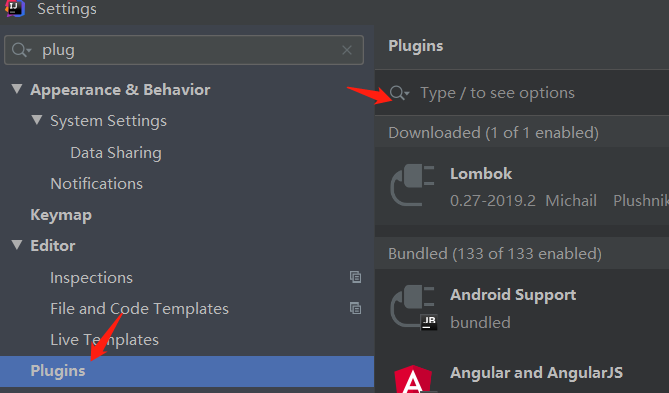 Settings
plug
Appearance & Behavior
System Settings
Data Sharing
Notifications
Keymap
Editor
Inspections
File and Code Templates
Live Templates
Plugins
Plugins
Type / to see options
Downloaded (1 of 1 enabled)
Lombok
0.27-2019.2 Michail Plushnik
Bundled (133 of 133 enabled)
Android Support
bundled
Angular and AngularJS